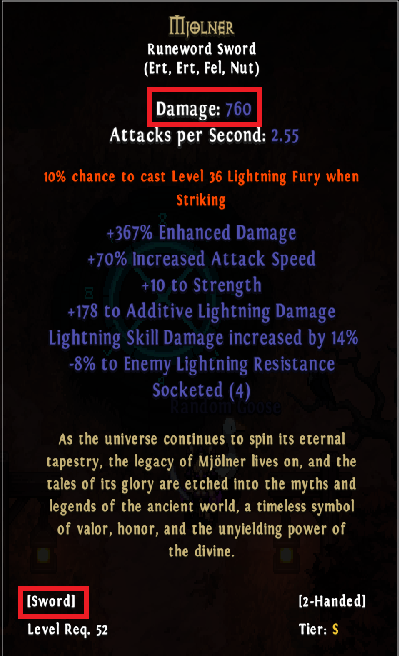 Mjölner
Runeword Sword
(Ert, Ert, Fel, Nut)
Damage: 760
Attacks per Second: 2.55
10% chance to cast Level 36 Lightning Fury when
Striking
+367% Enhanced Damage
+70% Increased Attack Speed
+10 to Strength
+178 to Additive Lightning Damage
Lightning Skill Damage increased by 14%
-8% to Enemy Lightning Resistance
Socketed (4)
Random Goose
As the universe continues to spin its eternal
tapestry, the legacy of Mjölner lives on, and the
tales of its glory are etched into the myths and
legends of the ancient world, a timeless symbol
of valor, honor, and the unyielding power of
the divine.
[Sword]
[2-Handed]
Level Req. 52
Tier: S